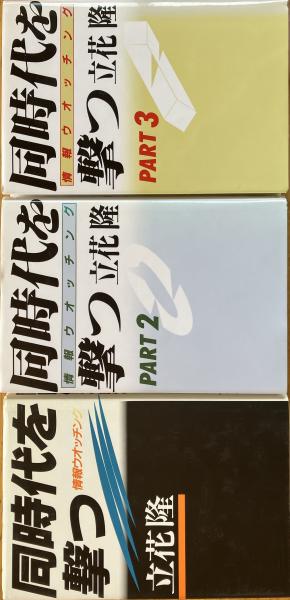 同時代を
撃つ
情報ウオッチング
立花隆
PART 3
同時代を
撃つ
情報ウオッチング
立花隆
PART 2
同時代を
撃つ
情報ウオッチング
立花隆